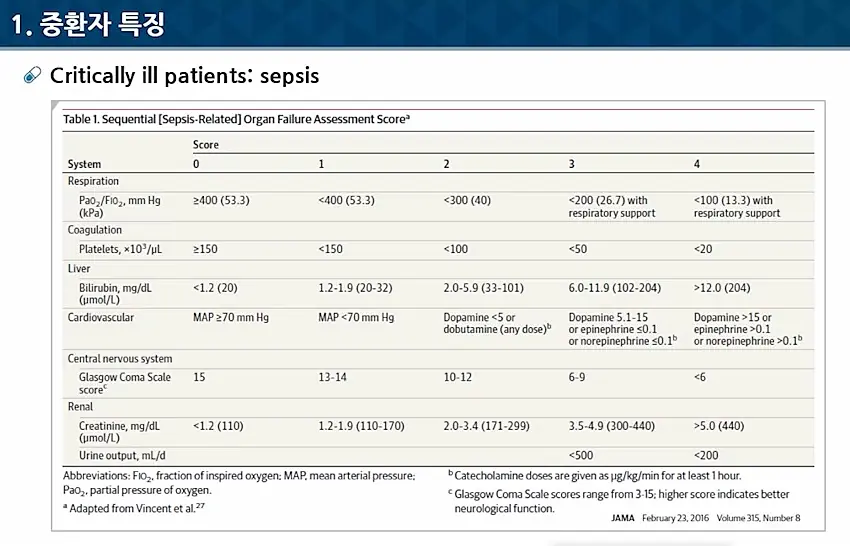 1. 중환자 특징
Critically ill patients: sepsis
Table 1. Sequential [Sepsis-Related] Organ Failure Assessment Scoreª
Score
System 0 1 2 3 4
Respiration
PaO₂/FIO₂, mm Hg ≥400 (53.3) <400 (53.3) <300 (40) <200 (26.7) with <100 (13.3) with
(kPa) respiratory support respiratory support
Coagulation
Platelets, ×10³/μL ≥150 <150 <100 <50 <20
Liver
Bilirubin, mg/dL <1.2 (20) 1.2-1.9 (20-32) 2.0-5.9 (33-101) 6.0-11.9 (102-204) >12.0 (204)
(μmol/L)
Cardiovascular MAP ≥70 mm Hg MAP <70 mm Hg Dopamine <5 or Dopamine 5.1-15 Dopamine >15 or
dobutamine (any dose)ᵇ or epinephrine ≤0.1 epinephrine >0.1
or norepinephrine ≤0.1ᵇ or norepinephrine >0.1ᵇ
Central nervous system
Glasgow Coma Scale 15 13-14 10-12 6-9 <6
scoreᶜ
Renal
Creatinine, mg/dL <1.2 (110) 1.2-1.9 (110-170) 2.0-3.4 (171-299) 3.5-4.9 (300-440) >5.0 (440)
(μmol/L)
Urine output, mL/d <500 <200
Abbreviations: FIO₂, fraction of inspired oxygen; MAP, mean arterial pressure;
PaO₂, partial pressure of oxygen.
ª Adapted from Vincent et al.²⁷
ᵇ Catecholamine doses are given as μg/kg/min for at least 1 hour.
ᶜ Glasgow Coma Scale scores range from 3-15; higher score indicates better
neurological function.
JAMA February 23, 2016 Volume 315, Number 8